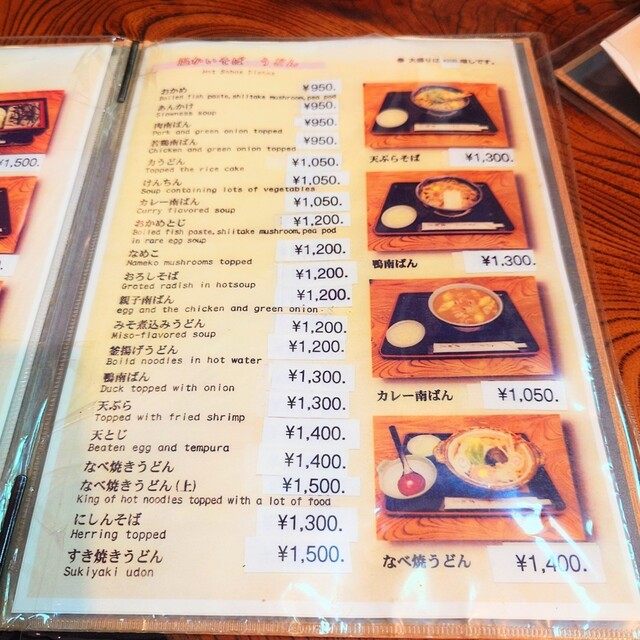 温かいそば うどん
Hot Soba Dishes
大盛りは 増しです。
おかめ ¥950.
Boiled fish paste, shiitake mushroom, pea pod
あんかけ ¥950.
soup
肉南ばん ¥950.
Pork and green onion topped
若鶏南ばん ¥950.
Chicken and green onion topped
力うどん ¥1,050.
Topped the rice cake
けんちん ¥1,050.
Soup containing lots of vegetables
カレー南ばん ¥1,050.
Curry flavored soup
おかめとじ ¥1,200.
Boiled fish paste, shiitake mushroom, pea pod
in rare egg soup
なめこ ¥1,200.
Nameko mushrooms topped
おろしそば ¥1,200.
Grated radish in hotsoup
親子南ばん ¥1,200.
egg and the chicken and green onion
みそ煮込みうどん ¥1,200.
Miso-flavored soup
釜揚げうどん ¥1,200.
Boild noodles in hot water
鴨南ばん ¥1,300.
Duck topped with onion
天ぷら ¥1,300.
Topped with fried shrimp
天とじ ¥1,400.
Beaten egg and tempura
なべ焼きうどん ¥1,400.
なべ焼きうどん(上) ¥1,500.
King of hot noodles topped with a lot of food
にしんそば ¥1,300.
Herring topped
すき焼きうどん ¥1,500.
Sukiyaki udon
天ぷらそば ¥1,300.
鴨南ばん ¥1,300.
カレー南ばん ¥1,050.
なべ焼うどん ¥1,400.
¥1,500.